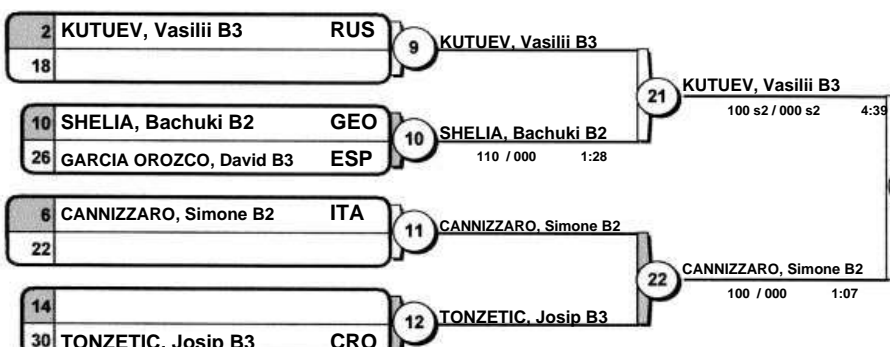 2 KUTUEV, Vasilii B3 RUS
18
9
KUTUEV, Vasilii B3
10 SHELIA, Bachuki B2 GEO
26 GARCIA OROZCO, David B3 ESP
10
SHELIA, Bachuki B2
110 / 000 1:28
21
KUTUEV, Vasilii B3
100 s2 / 000 s2 4:39
6 CANNIZZARO, Simone B2 ITA
22
11
CANNIZZARO, Simone B2
14
30 TONZETIC, Josip B3 CRO
12
TONZETIC, Josip B3
22
CANNIZZARO, Simone B2
100 / 000 1:07